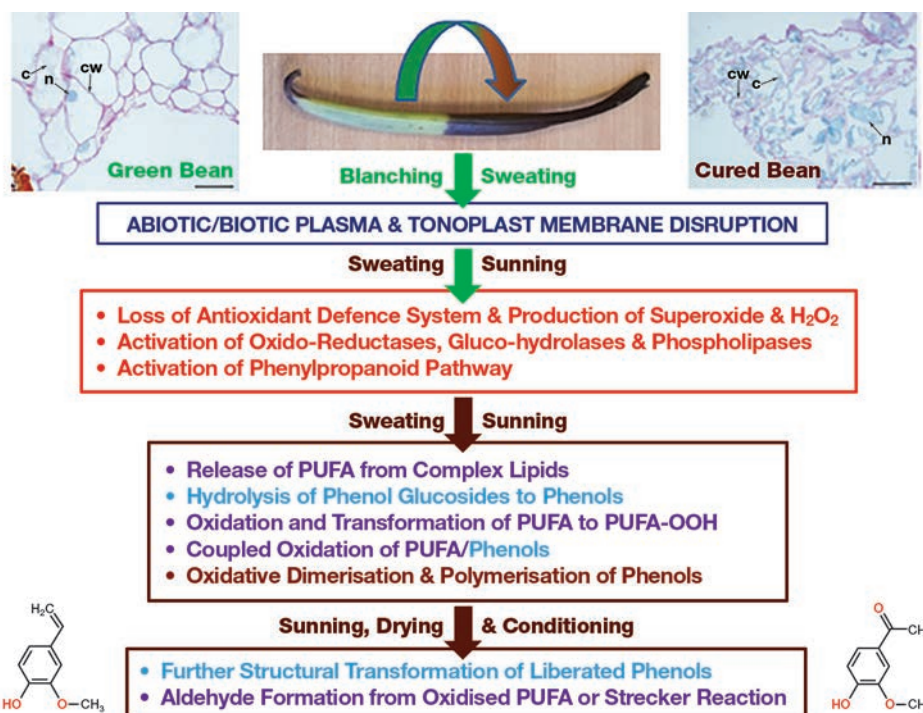 c
n
cw
Green Bean
cw
c
n
Cured Bean
Blanching Sweating
ABIOTIC/BIOTIC PLASMA & TONOPLAST MEMBRANE DISRUPTION
Sweating Sunning
• Loss of Antioxidant Defence System & Production of Superoxide & H₂O₂
• Activation of Oxido-Reductases, Gluco-hydrolases & Phospholipases
• Activation of Phenylpropanoid Pathway
Sweating Sunning
• Release of PUFA from Complex Lipids
• Hydrolysis of Phenol Glucosides to Phenols
• Oxidation and Transformation of PUFA to PUFA-OOH
• Coupled Oxidation of PUFA/Phenols
• Oxidative Dimerisation & Polymerisation of Phenols
Sunning, Drying & Conditioning
• Further Structural Transformation of Liberated Phenols
• Aldehyde Formation from Oxidised PUFA or Strecker Reaction
H₂C
HO
O
CH₃
O
HO
O